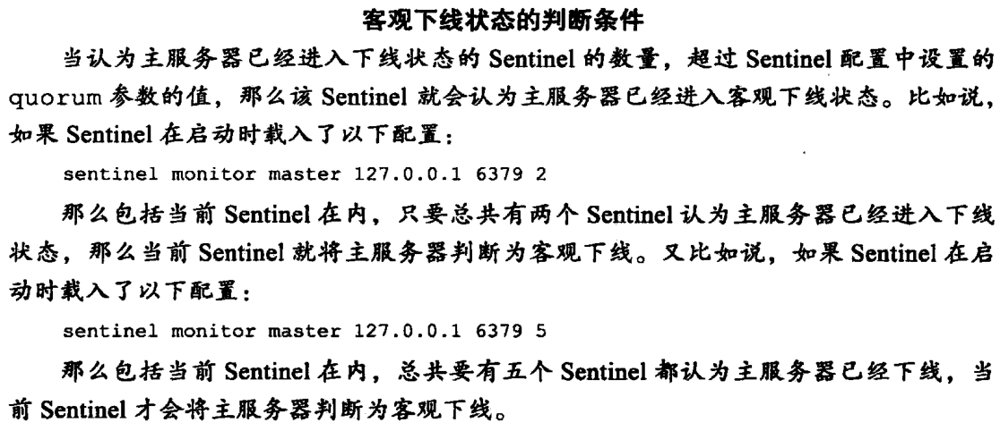 客观下线状态的判断条件
当认为主服务器已经进入下线状态的 Sentinel 的数量，超过 Sentinel 配置中设置的
quorum 参数的值，那么该 Sentinel 就会认为主服务器已经进入客观下线状态。比如说，
如果 Sentinel 在启动时载入了以下配置：
sentinel monitor master 127.0.0.1 6379 2
那么包括当前 Sentinel 在内，只要总共有两个 Sentinel 认为主服务器已经进入下线
状态，那么当前 Sentinel 就将主服务器判断为客观下线。又比如说，如果 Sentinel 在启
动时载入了以下配置：
sentinel monitor master 127.0.0.1 6379 5
那么包括当前 Sentinel 在内，总共要有五个 Sentinel 都认为主服务器已经下线，当
前 Sentinel 才会将主服务器判断为客观下线。